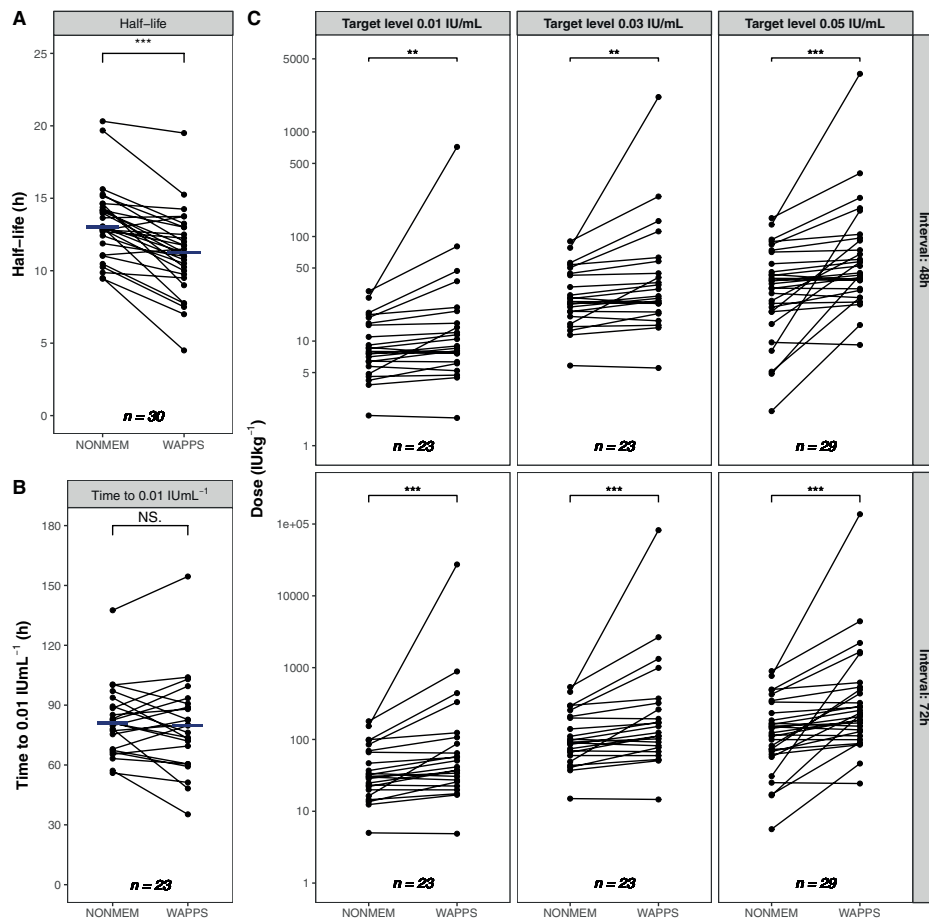 A
Half−life
***
Half−life (h)
25
20
15
10
5
0
n = 30
NONMEM WAPPS
B
Time to 0.01 IUmL⁻¹
NS.
Time to 0.01 IUmL⁻¹ (h)
180
150
120
90
60
30
0
n = 23
NONMEM WAPPS
C
Target level 0.01 IU/mL Target level 0.03 IU/mL Target level 0.05 IU/mL
** ** ***
Dose (IUkg⁻¹)
5000
1000
500
100
50
10
5
1
n = 23 n = 23 n = 29
Interval: 48h
*** *** ***
1e+05
10000
1000
100
10
1
n = 23 n = 23 n = 29
Interval: 72h
NONMEM WAPPS NONMEM WAPPS NONMEM WAPPS